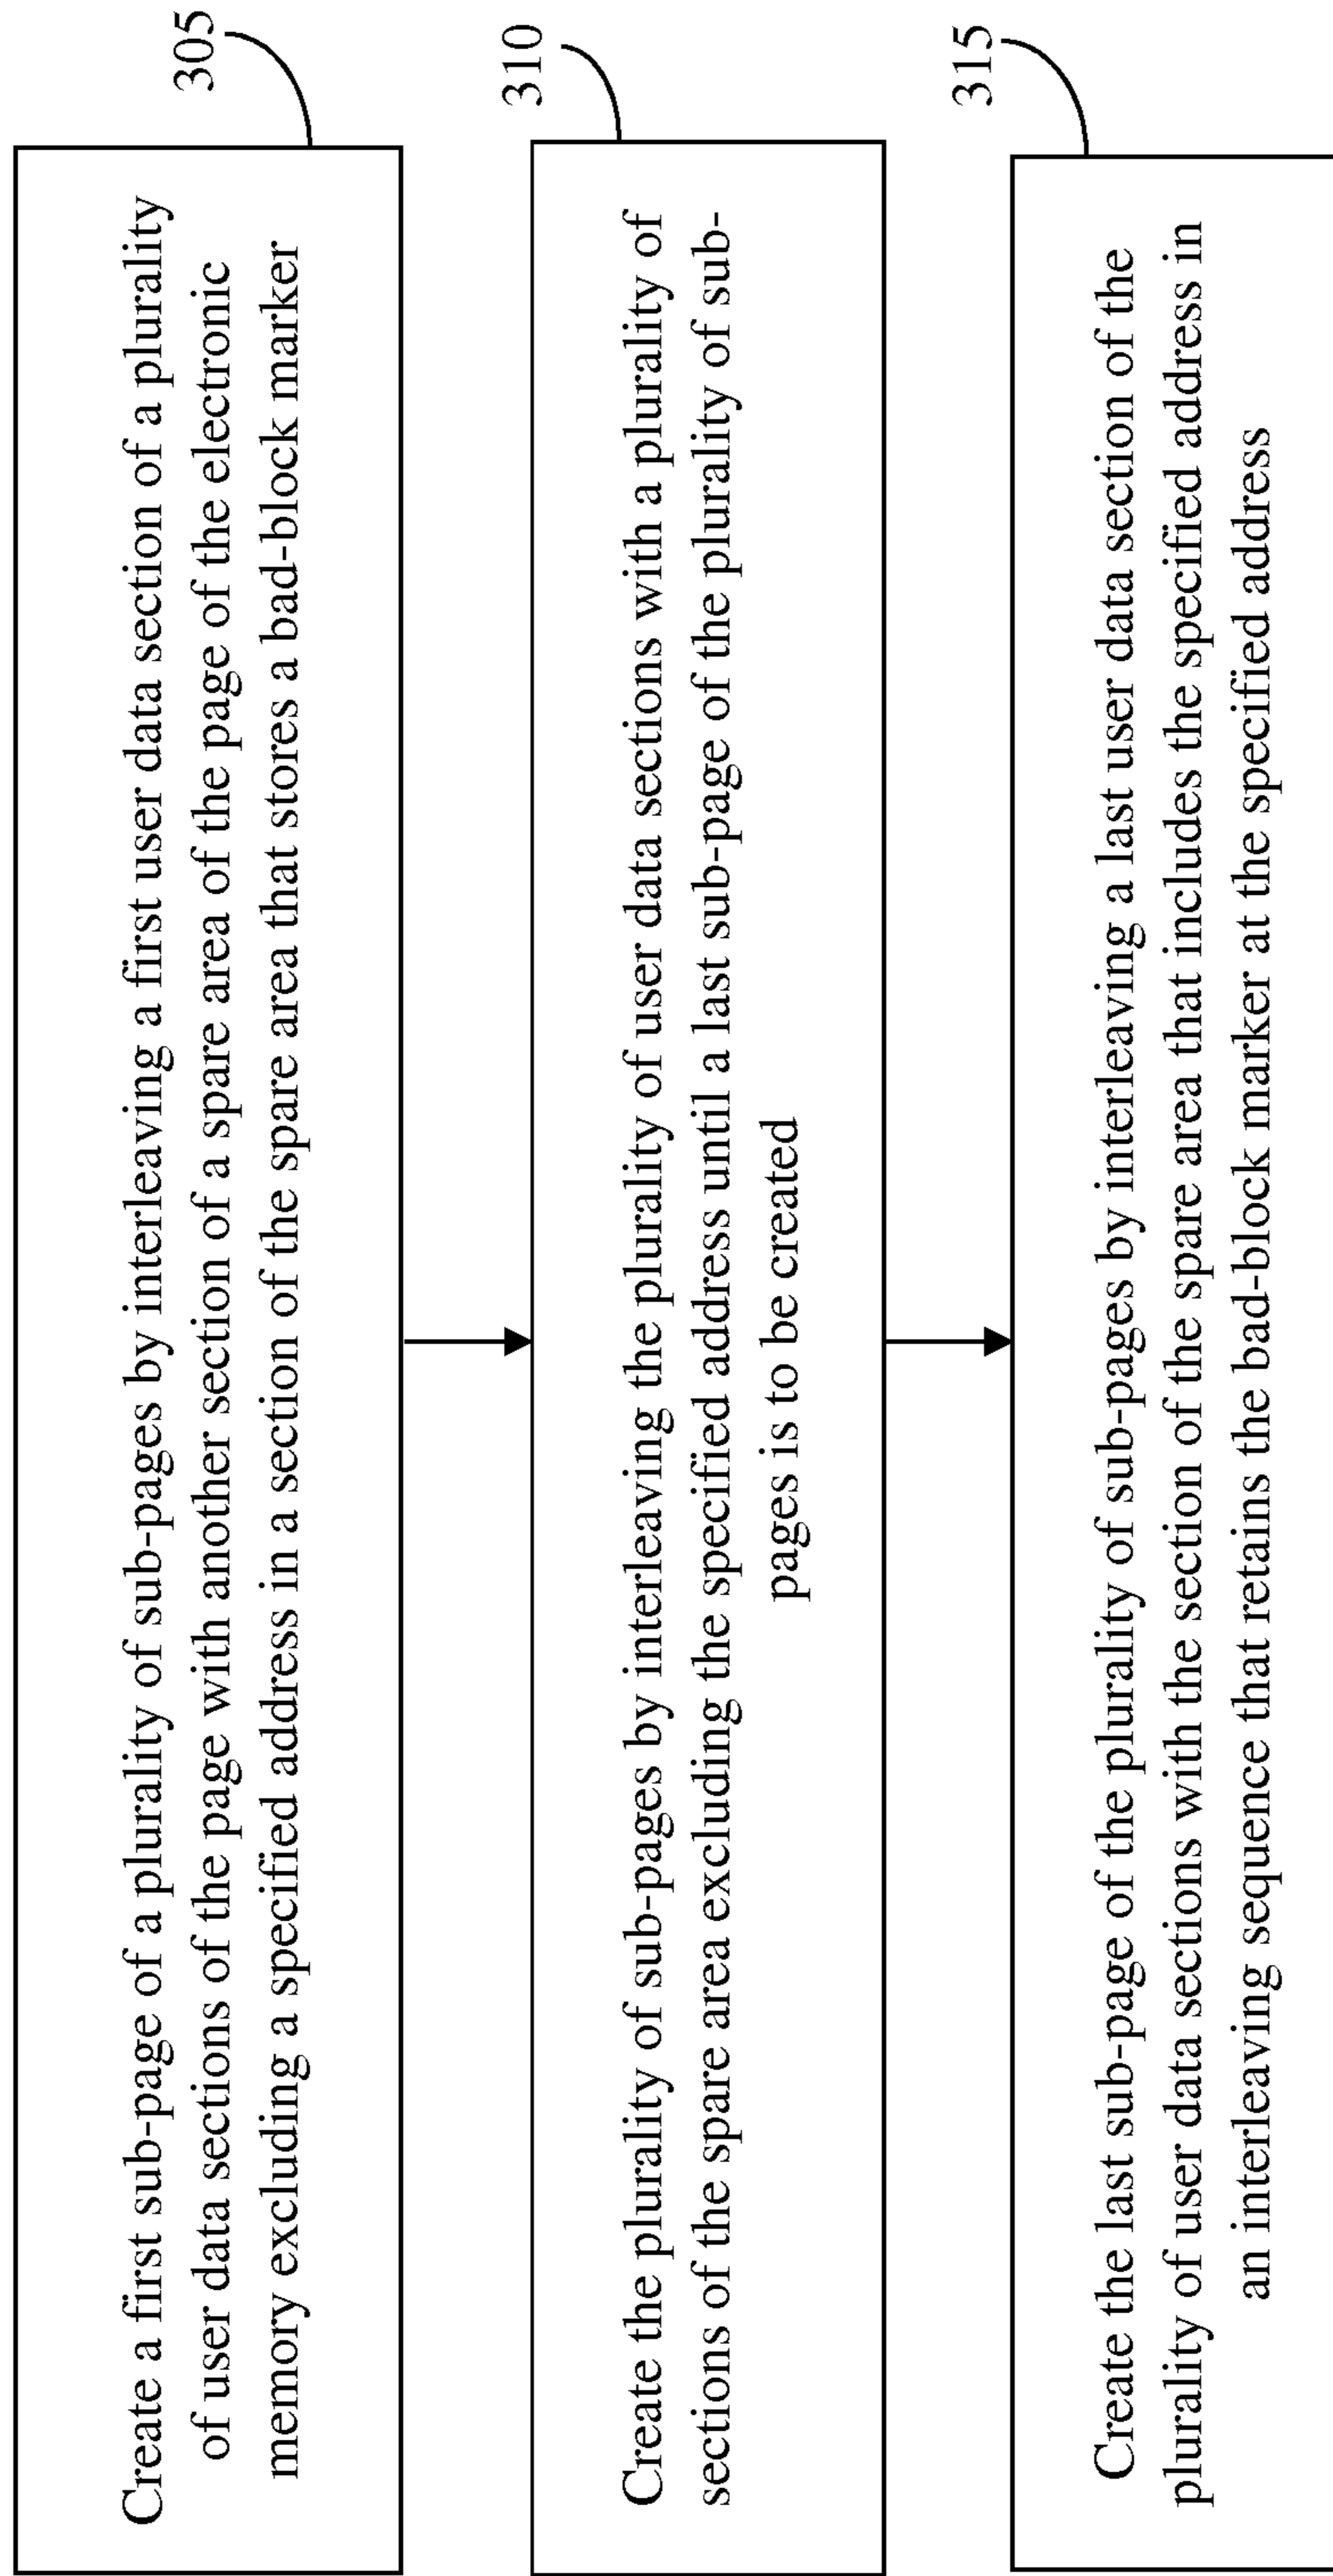 Create a first sub-page of a plurality of sub-pages by interleaving a first user data section of a plurality
of user data sections of the page with another section of a spare area of the page of the electronic
memory excluding a specified address in a section of the spare area that stores a bad-block marker
305
Create the plurality of sub-pages by interleaving the plurality of user data sections with a plurality of
sections of the spare area excluding the specified address until a last sub-page of the plurality of sub-
pages is to be created
310
Create the last sub-page of the plurality of sub-pages by interleaving a last user data section of the
plurality of user data sections with the section of the spare area that includes the specified address in
an interleaving sequence that retains the bad-block marker at the specified address
315